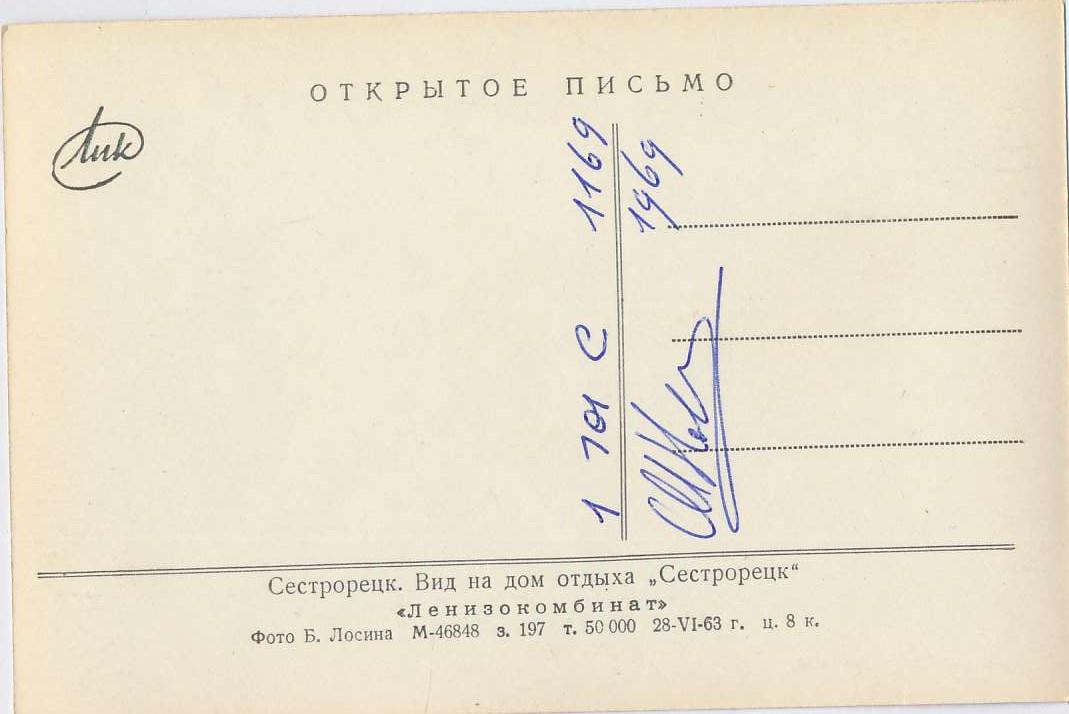 ОТКРЫТОЕ ПИСЬМО
Лик
1 701 С 1169
1969
Сестрорецк. Вид на дом отдыха „Сестрорецк“
«Ленизокомбинат»
Фото Б. Лосина М-46848 з. 197 т. 50 000 28-VI-63 г. ц. 8 к.